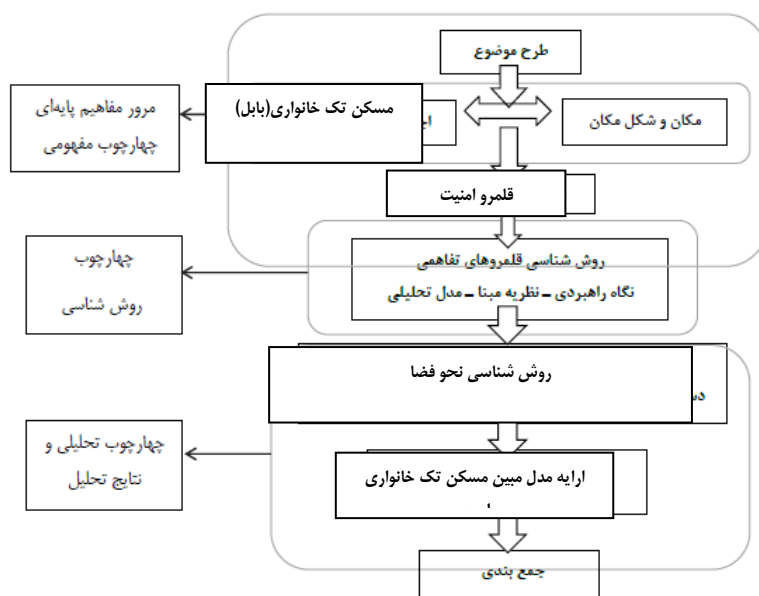 طرح موضوع
مکان و شکل مکان
مسکن تک خانواری(بابل)
مرور مفاهیم پایه‌ای
چهارچوب مفهومی
قلمرو امنیت
روش شناسی قلمروهای تفاهمی
نگاه راهبردی – نظریه مبنا – مدل تحلیلی
چهارچوب
روش شناسی
روش شناسی نحو فضا
ارایه مدل مبین مسکن تک خانواری
،
چهارچوب تحلیلی و
نتایج تحلیل
جمع بندی